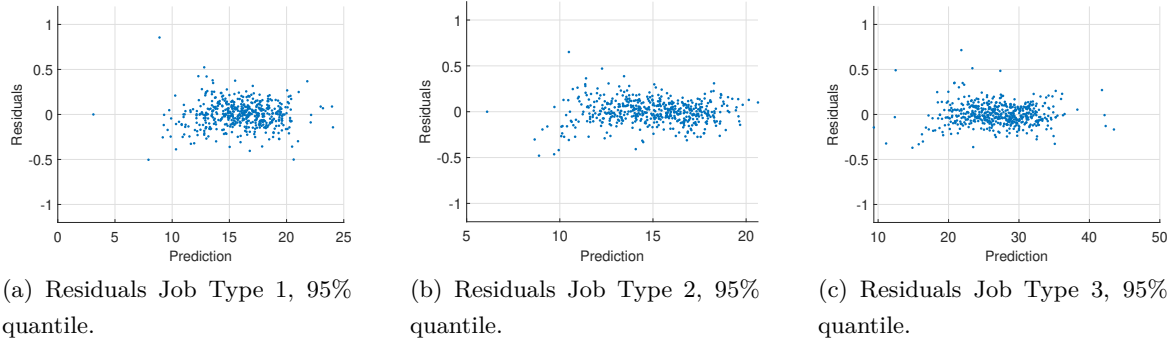 1
0.5
0
-0.5
-1
Residuals
0 5 10 15 20 25
Prediction
(a) Residuals Job Type 1, 95%
quantile.
1
0.5
0
-0.5
-1
Residuals
5 10 15 20
Prediction
(b) Residuals Job Type 2, 95%
quantile.
1
0.5
0
-0.5
-1
Residuals
10 20 30 40 50
Prediction
(c) Residuals Job Type 3, 95%
quantile.